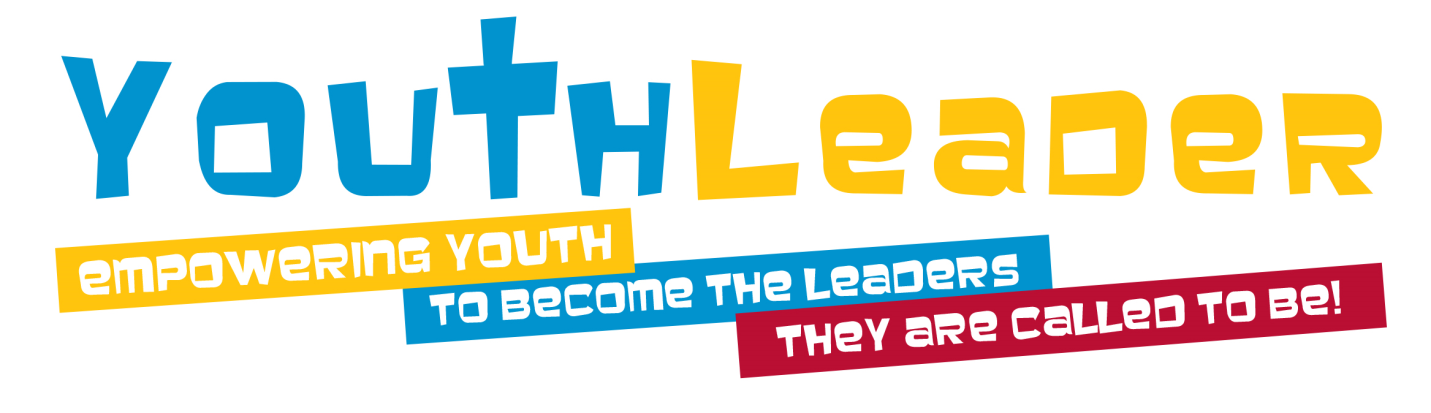 YouthLeader
EMPOWERING YOUTH
TO BECOME THE LEADERS
THEY ARE CALLED TO BE!